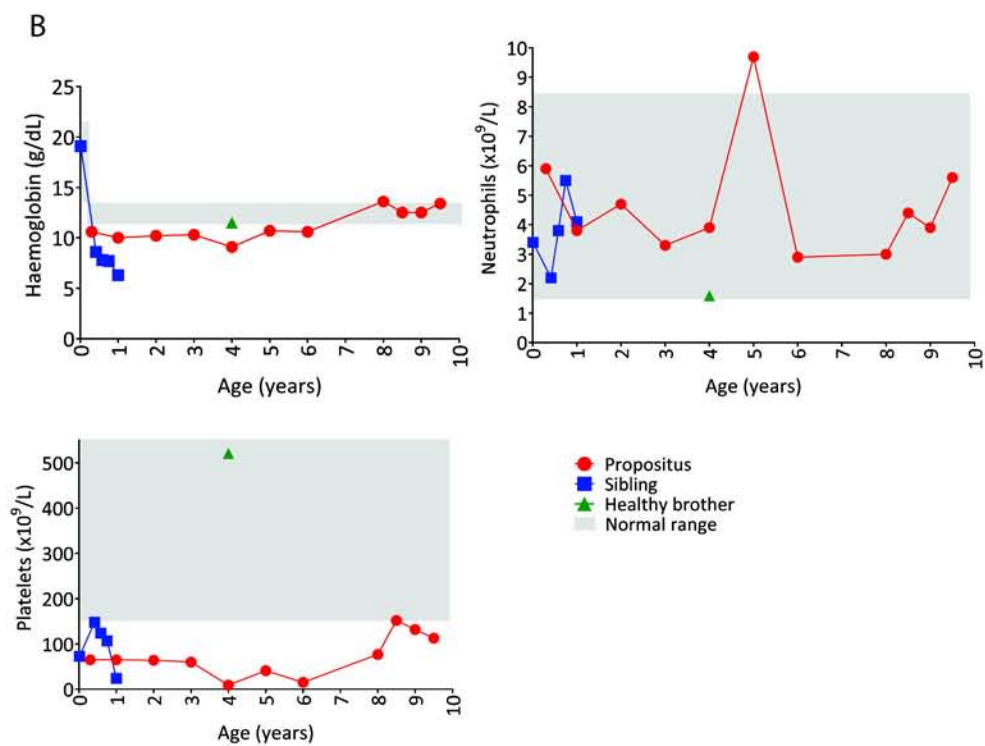 B
Haemoglobin (g/dL)
25
20
15
10
5
0
0 1 2 3 4 5 6 7 8 9 10
Age (years)
Neutrophils (x10⁹/L)
10
9
8
7
6
5
4
3
2
1
0
0 1 2 3 4 5 6 7 8 9 10
Age (years)
Platelets (x10⁹/L)
500
400
300
200
100
0
0 1 2 3 4 5 6 7 8 9 10
Age (years)
Propositus
Sibling
Healthy brother
Normal range